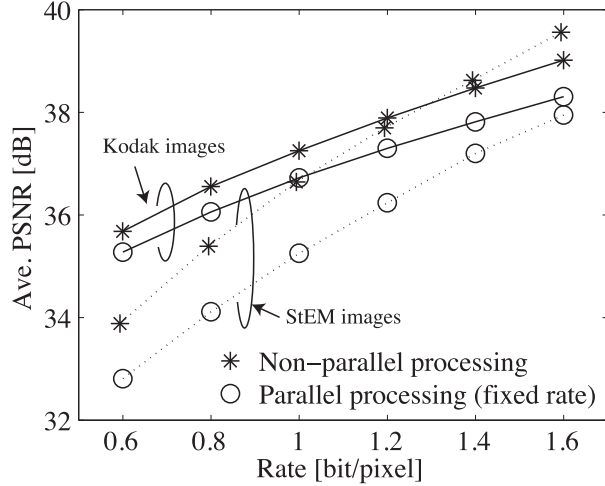 40
38
36
34
32
Ave. PSNR [dB]
Kodak images
StEM images
Non-parallel processing
Parallel processing (fixed rate)
0.6 0.8 1 1.2 1.4 1.6
Rate [bit/pixel]